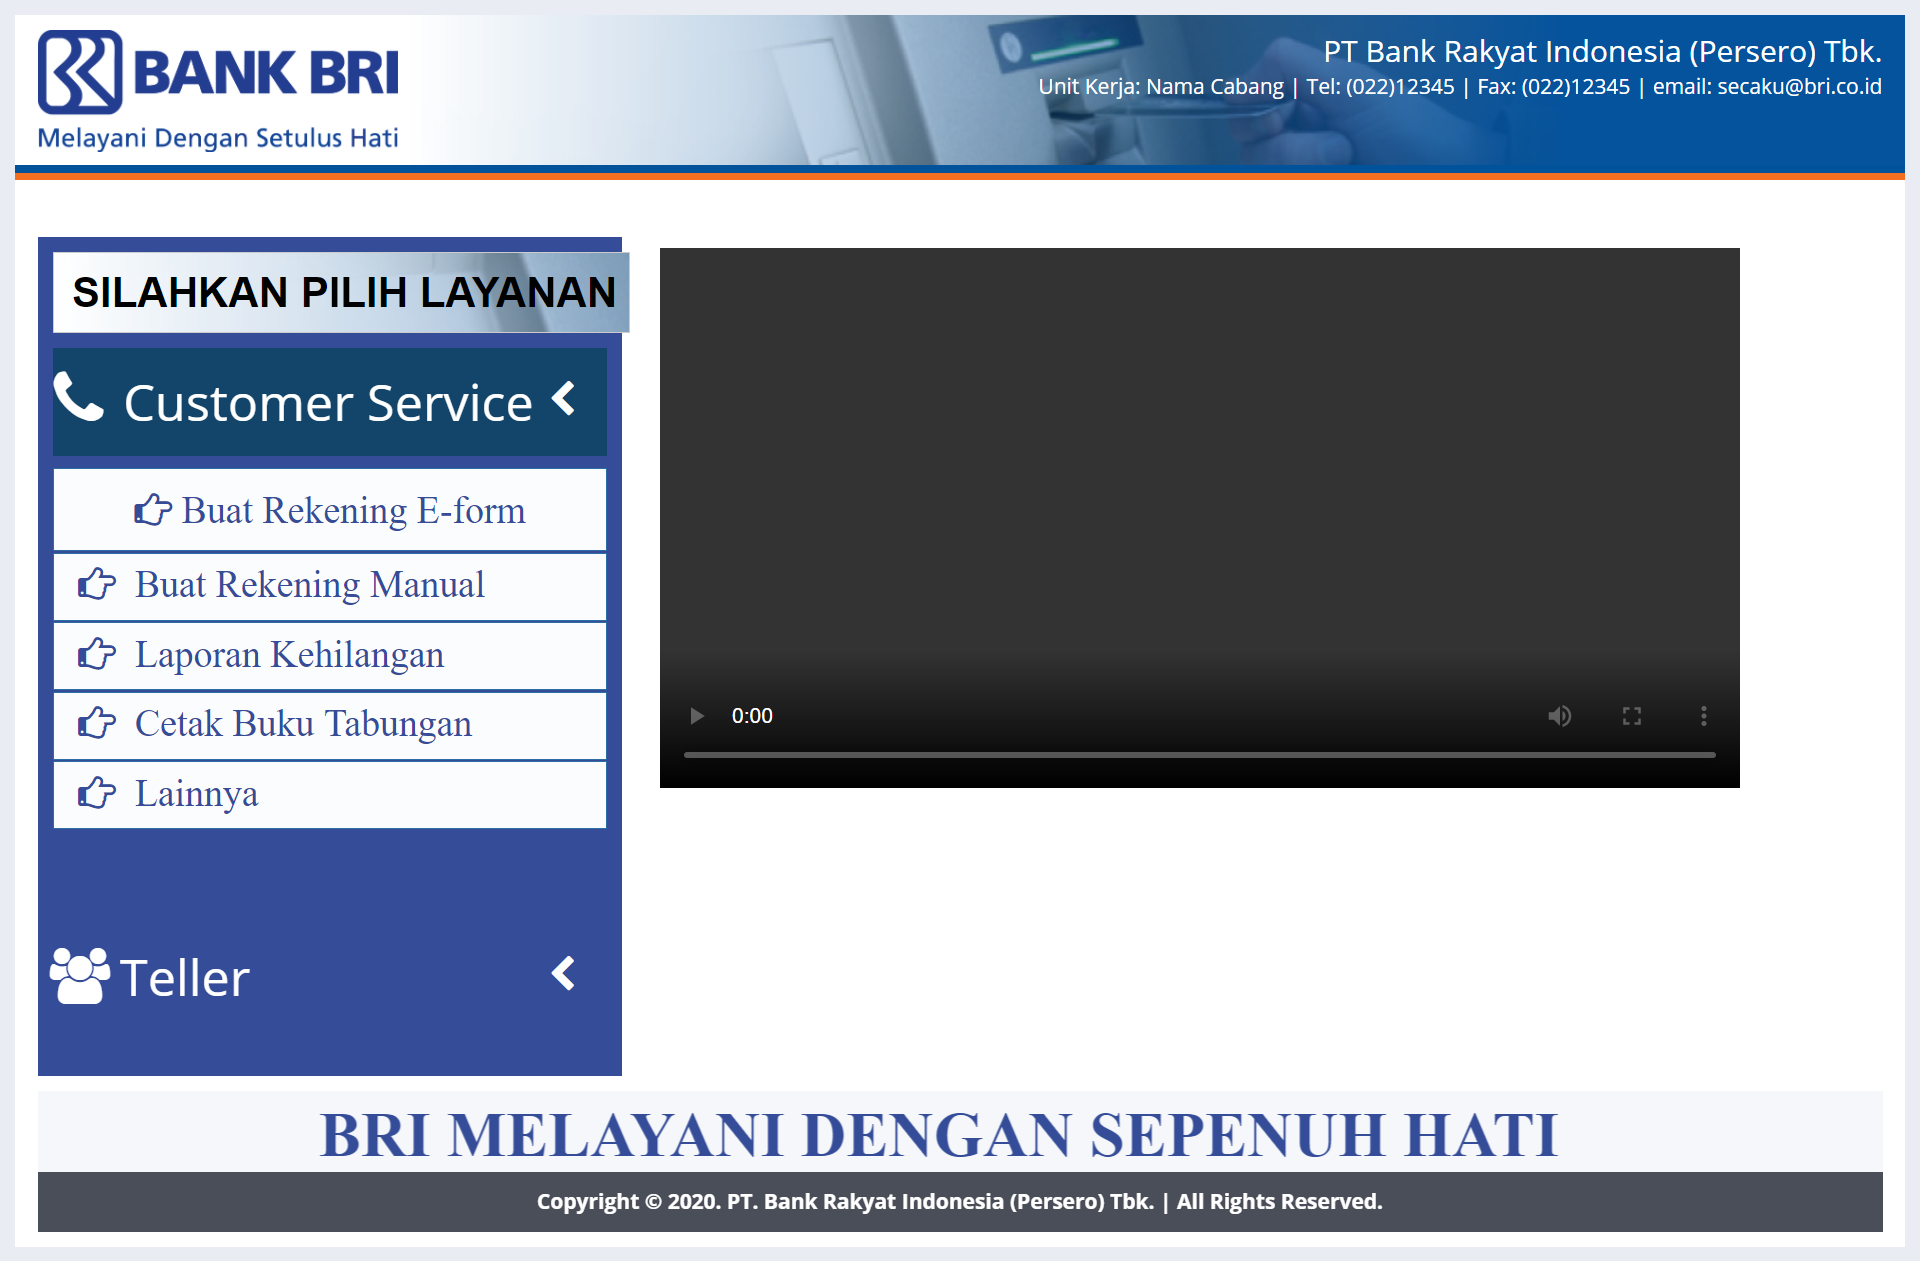 BANK BRI
Melayani Dengan Setulus Hati
PT Bank Rakyat Indonesia (Persero) Tbk.
Unit Kerja: Nama Cabang | Tel: (022)12345 | Fax: (022)12345 | email: secaku@bri.co.id
SILAHKAN PILIH LAYANAN
Customer Service
Buat Rekening E-form
Buat Rekening Manual
Laporan Kehilangan
Cetak Buku Tabungan
Lainnya
Teller
0:00
BRI MELAYANI DENGAN SEPENUH HATI
Copyright © 2020. PT. Bank Rakyat Indonesia (Persero) Tbk. | All Rights Reserved.